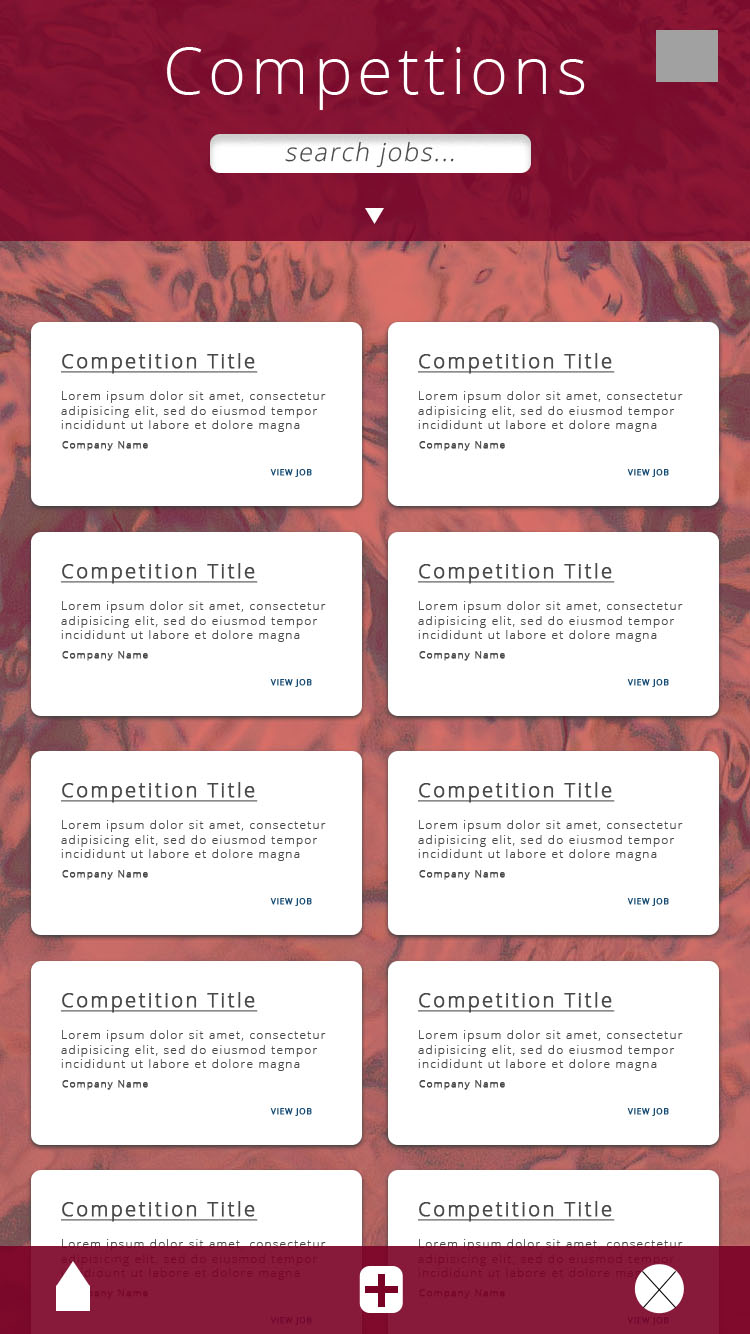 Compettions
search jobs...
Competition Title
Lorem ipsum dolor sit amet, consectetur
adipisicing elit, sed do eiusmod tempor
incididunt ut labore et dolore magna
Company Name
VIEW JOB
Competition Title
Lorem ipsum dolor sit amet, consectetur
adipisicing elit, sed do eiusmod tempor
incididunt ut labore et dolore magna
Company Name
VIEW JOB
Competition Title
Lorem ipsum dolor sit amet, consectetur
adipisicing elit, sed do eiusmod tempor
incididunt ut labore et dolore magna
Company Name
VIEW JOB
Competition Title
Lorem ipsum dolor sit amet, consectetur
adipisicing elit, sed do eiusmod tempor
incididunt ut labore et dolore magna
Company Name
VIEW JOB
Competition Title
Lorem ipsum dolor sit amet, consectetur
adipisicing elit, sed do eiusmod tempor
incididunt ut labore et dolore magna
Company Name
VIEW JOB
Competition Title
Lorem ipsum dolor sit amet, consectetur
adipisicing elit, sed do eiusmod tempor
incididunt ut labore et dolore magna
Company Name
VIEW JOB
Competition Title
Lorem ipsum dolor sit amet, consectetur
adipisicing elit, sed do eiusmod tempor
incididunt ut labore et dolore magna
Company Name
VIEW JOB
Competition Title
Lorem ipsum dolor sit amet, consectetur
adipisicing elit, sed do eiusmod tempor
incididunt ut labore et dolore magna
Company Name
VIEW JOB
Competition Title
Lorem ipsum dolor sit amet, consectetur
adipisicing elit, sed do eiusmod tempor
incididunt ut labore et dolore magna
Name
VIEW JOB
Competition Title
Lorem ipsum dolor sit amet, consectetur
adipisicing elit, sed do eiusmod tempor
incididunt ut labore et dolore magna
Company Name
VIEW JOB